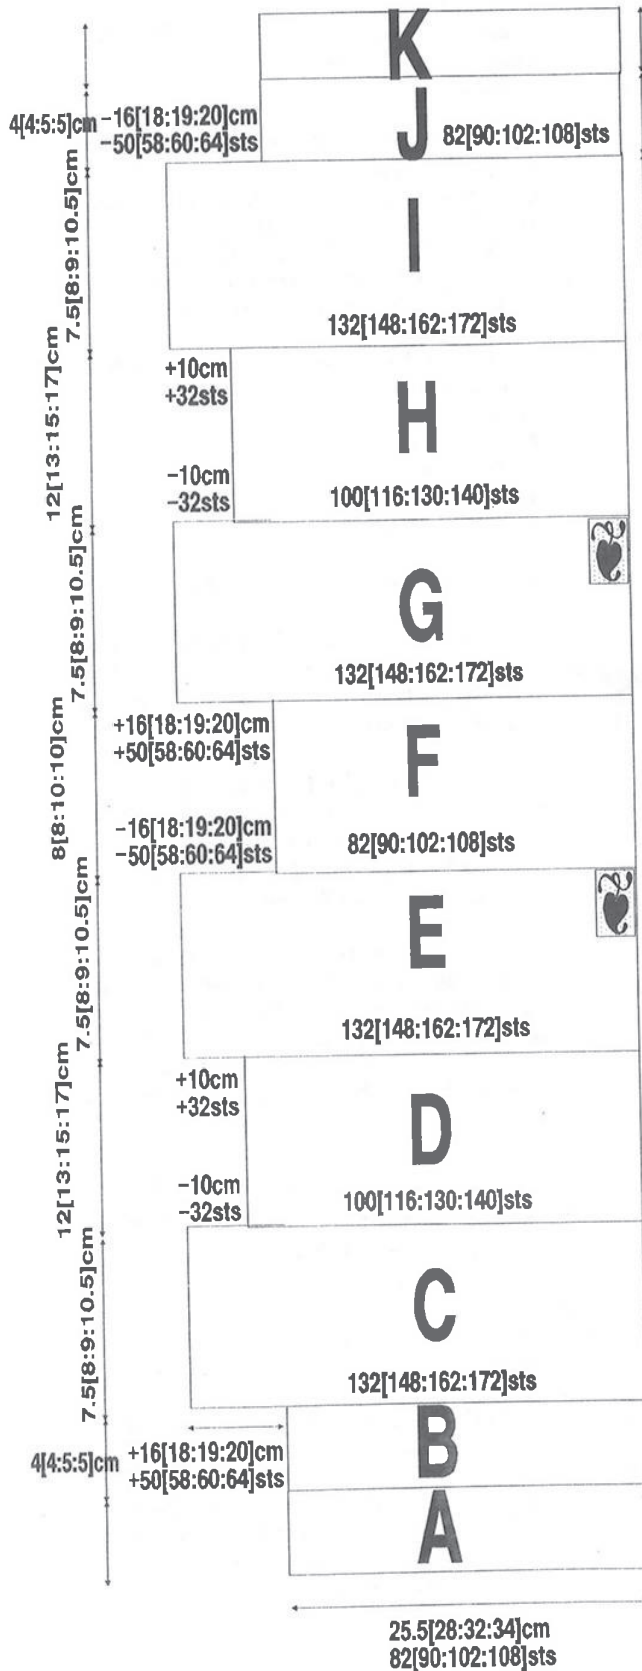 K
4[4:5:5]cm
−16[18:19:20]cm
−50[58:60:64]sts
J
82[90:102:108]sts
7.5[8:9:10.5]cm
I
132[148:162:172]sts
12[13:15:17]cm
+10cm
+32sts
H
−10cm
−32sts
100[116:130:140]sts
7.5[8:9:10.5]cm
G
132[148:162:172]sts
8[8:10:10]cm
+16[18:19:20]cm
+50[58:60:64]sts
F
−16[18:19:20]cm
−50[58:60:64]sts
82[90:102:108]sts
7.5[8:9:10.5]cm
E
132[148:162:172]sts
12[13:15:17]cm
+10cm
+32sts
D
−10cm
−32sts
100[116:130:140]sts
7.5[8:9:10.5]cm
C
132[148:162:172]sts
4[4:5:5]cm
+16[18:19:20]cm
+50[58:60:64]sts
B
A
25.5[28:32:34]cm
82[90:102:108]sts